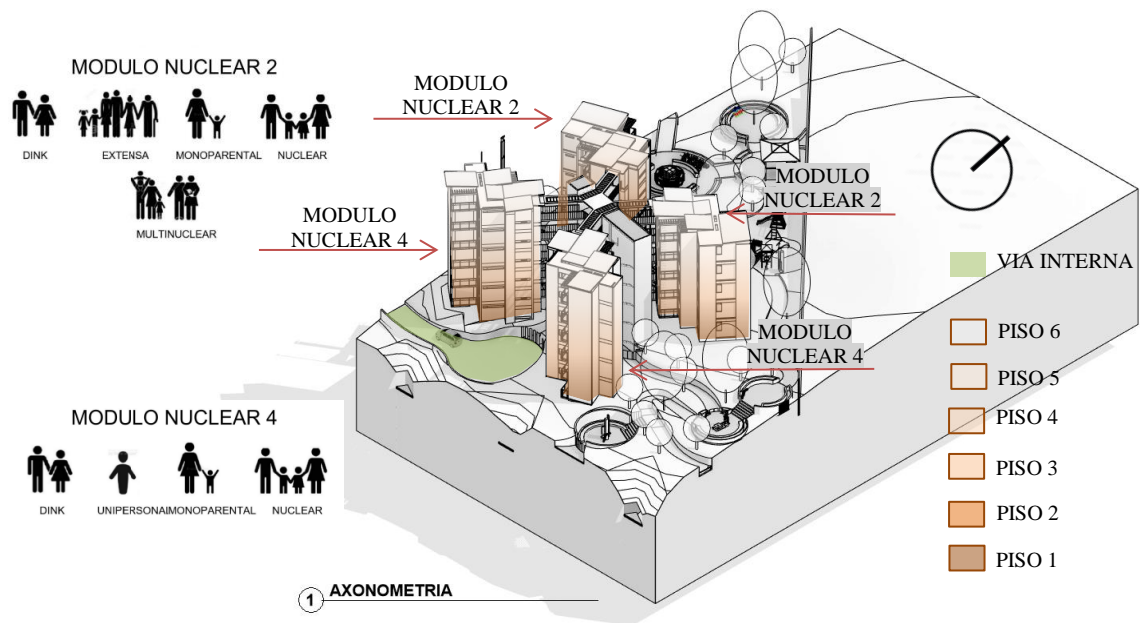 MODULO NUCLEAR 2
DINK
EXTENSA
MONOPARENTAL
NUCLEAR
MULTINUCLEAR
MODULO
NUCLEAR 2
MODULO
NUCLEAR 4
MODULO
NUCLEAR 2
MODULO
NUCLEAR 4
VIA INTERNA
PISO 6
PISO 5
PISO 4
PISO 3
PISO 2
PISO 1
MODULO NUCLEAR 4
DINK
UNIPERSONAL
MONOPARENTAL
NUCLEAR
1 AXONOMETRIA